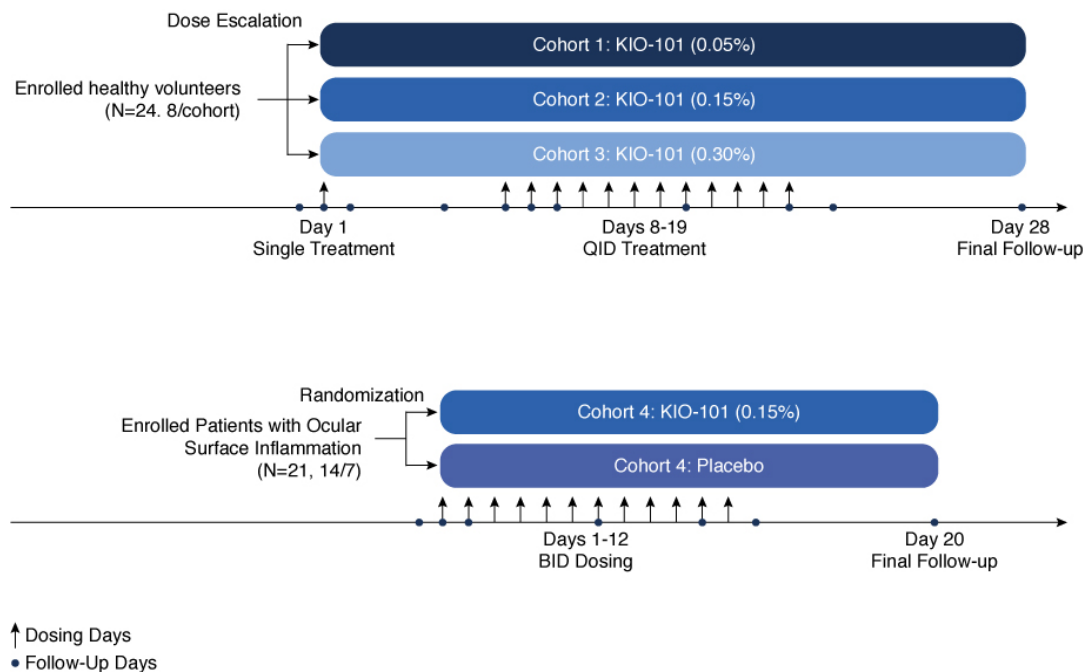 Dose Escalation
Cohort 1: KIO-101 (0.05%)
Enrolled healthy volunteers
(N=24. 8/cohort)
Cohort 2: KIO-101 (0.15%)
Cohort 3: KIO-101 (0.30%)
Day 1
Single Treatment
Days 8-19
QID Treatment
Day 28
Final Follow-up
Randomization
Cohort 4: KIO-101 (0.15%)
Enrolled Patients with Ocular
Surface Inflammation
(N=21, 14/7)
Cohort 4: Placebo
Days 1-12
BID Dosing
Day 20
Final Follow-up
Dosing Days
Follow-Up Days